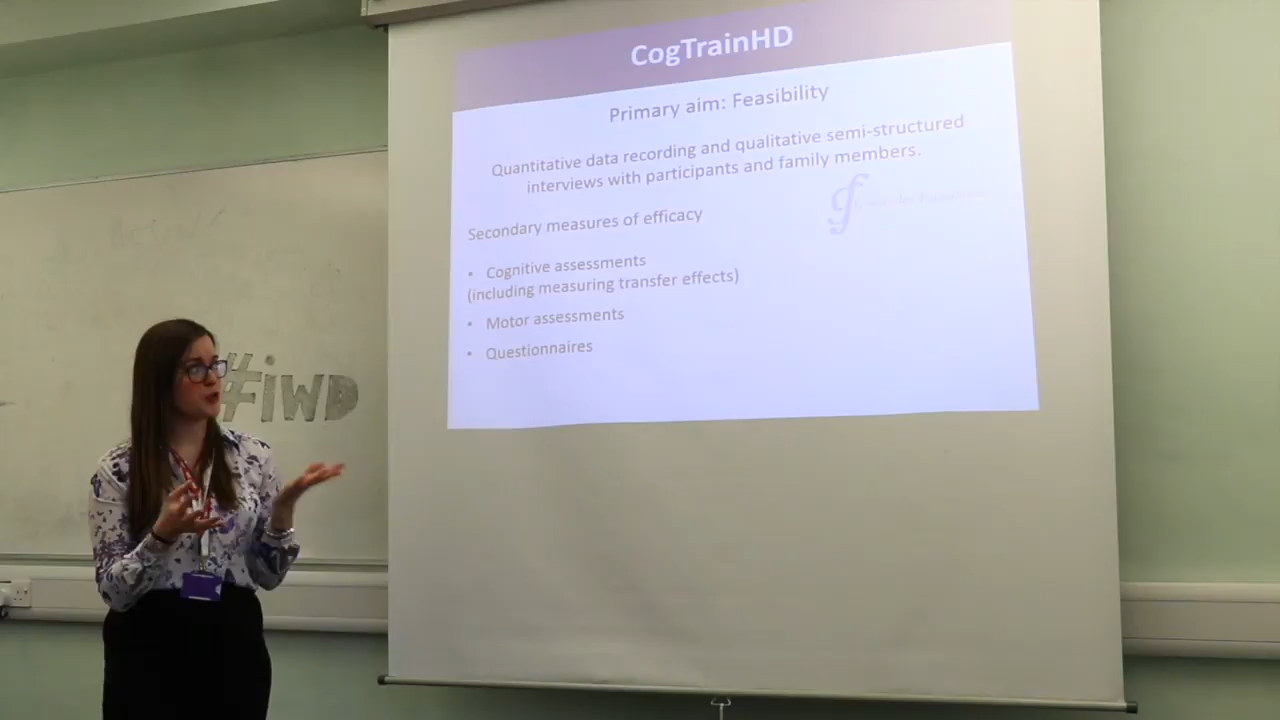 CogTrainHD
Primary aim: Feasibility
Quantitative data recording and qualitative semi-structured
interviews with participants and family members.
Secondary measures of efficacy
• Cognitive assessments
(including measuring transfer effects)
• Motor assessments
• Questionnaires
#iWD